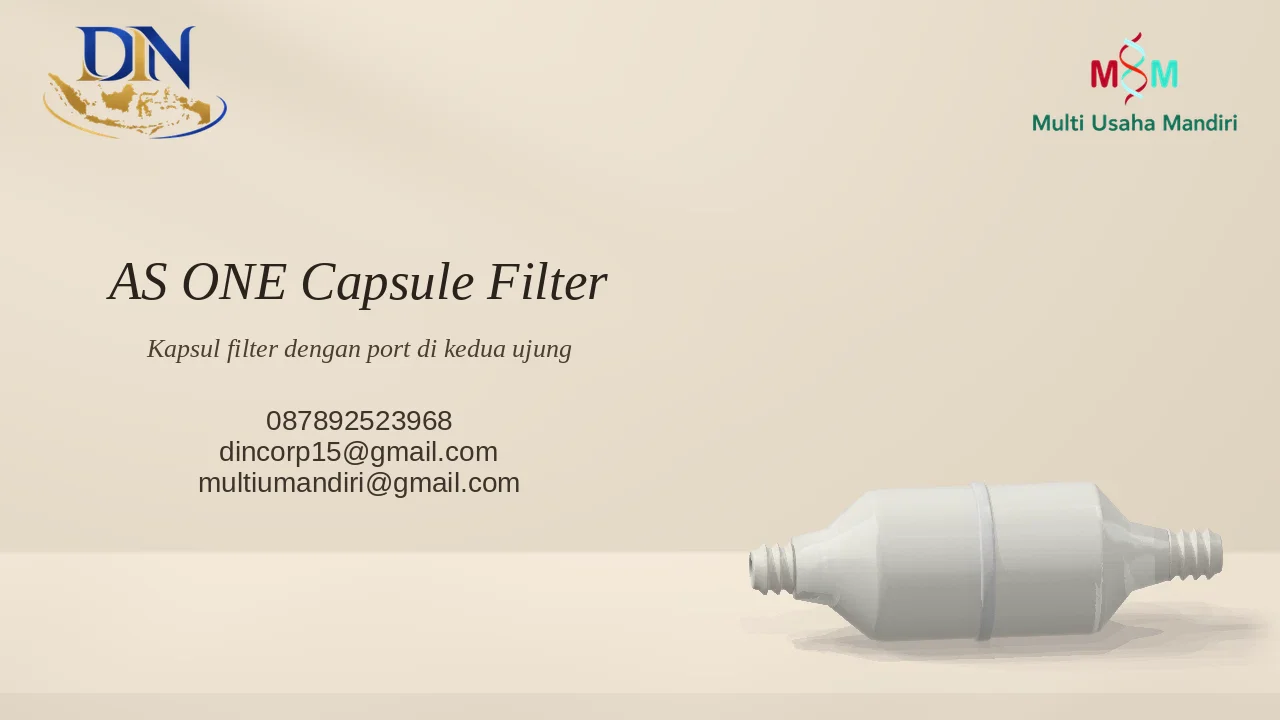 DIN
MSM
Multi Usaha Mandiri
AS ONE Capsule Filter
Kapsul filter dengan port di kedua ujung
087892523968
dincorp15@gmail.com
multiumandiri@gmail.com